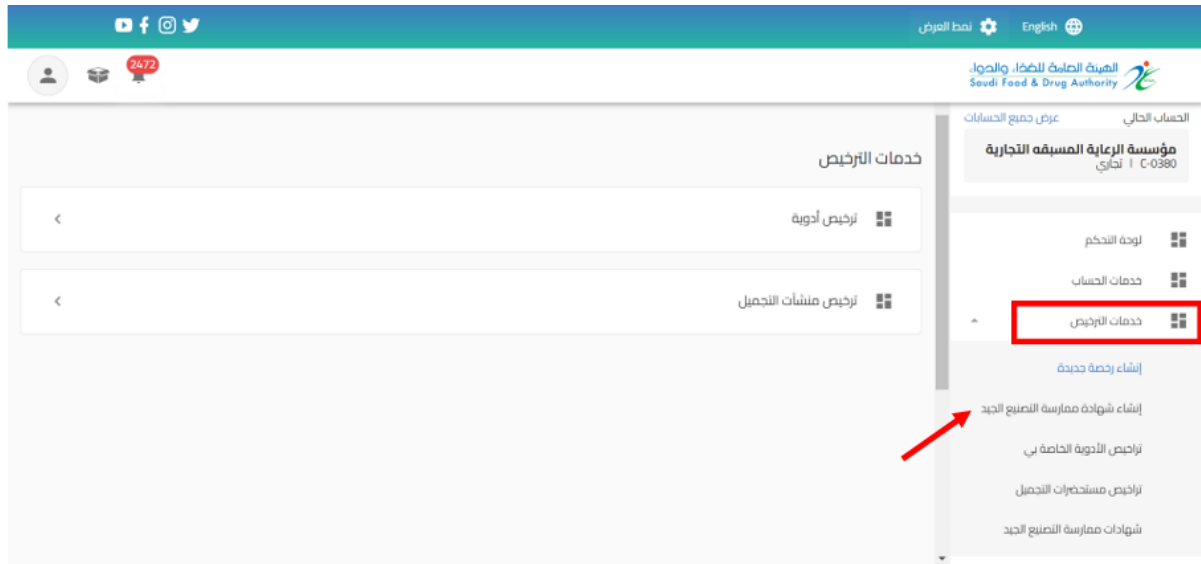 English
نمط العرض
الهيئة العامة للغذاء والدواء
Saudi Food & Drug Authority
2472
الحساب الحالي
عرض جميع الحسابات
مؤسسة الرعاية المسبقه التجارية
C-0380 | تجاري
لوحة التحكم
خدمات الحساب
خدمات الترخيص
إنشاء رخصة جديدة
إنشاء شهادة ممارسة التصنيع الجيد
تراخيص الأدوية الخاصة بي
تراخيص مستحضرات التجميل
شهادات ممارسة التصنيع الجيد
خدمات الترخيص
ترخيص أدوية
ترخيص منشآت التجميل